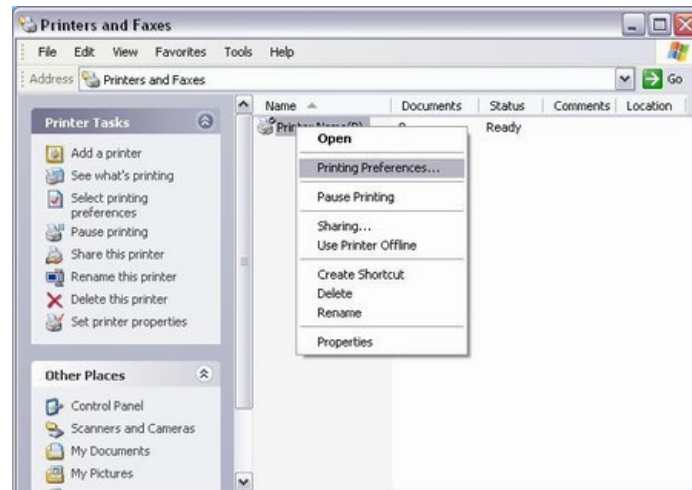 Printers and Faxes
File Edit View Favorites Tools Help
Address Printers and Faxes Go
Printer Tasks
Add a printer
See what's printing
Select printing
preferences
Pause printing
Share this printer
Rename this printer
Delete this printer
Set printer properties
Other Places
Control Panel
Scanners and Cameras
My Documents
My Pictures
Name Documents Status Comments Location
Printer Ready
Open
Printing Preferences...
Pause Printing
Sharing...
Use Printer Offline
Create Shortcut
Delete
Rename
Properties